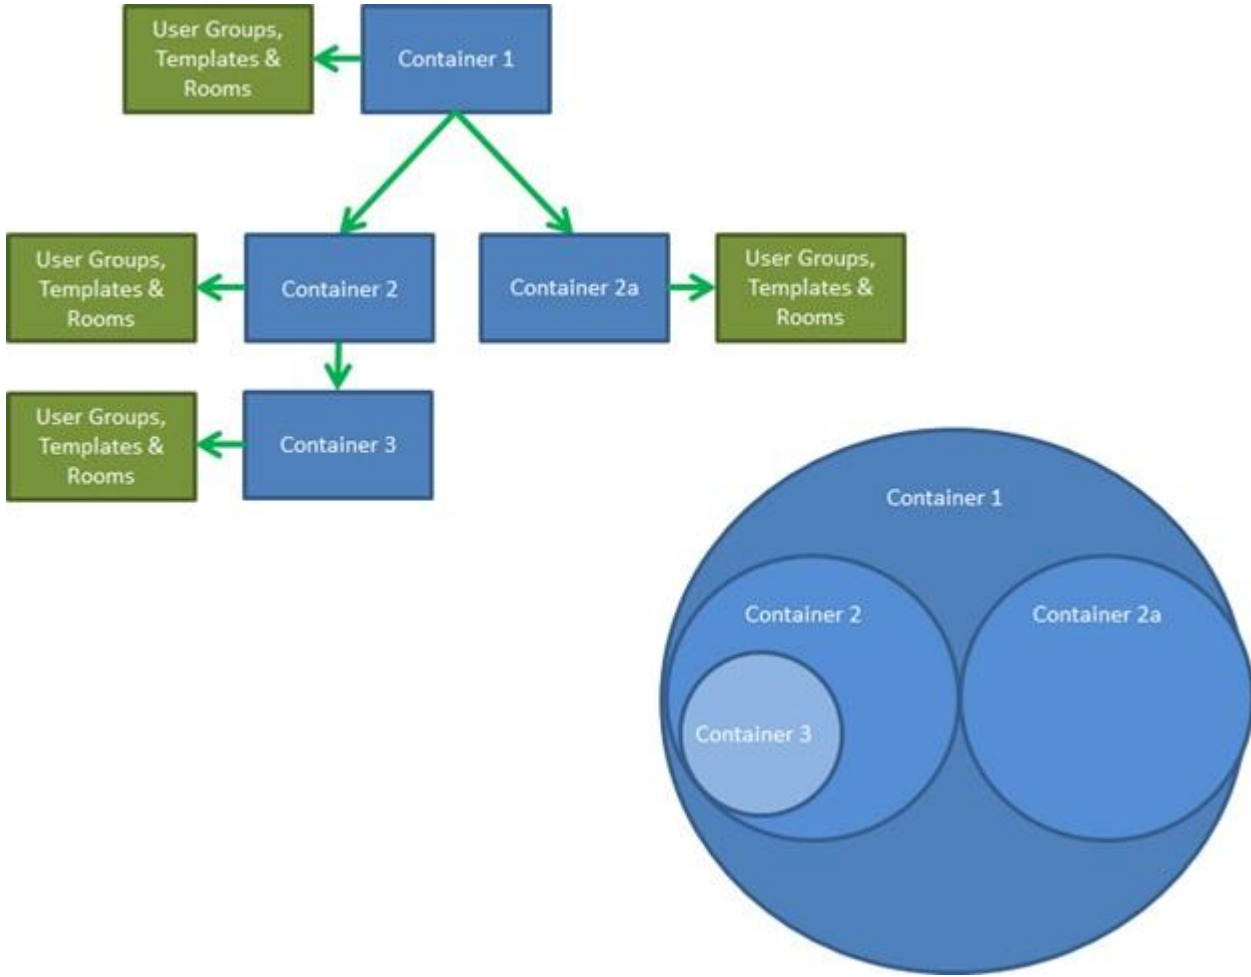 User Groups,
Templates &
Rooms
Container 1
User Groups,
Templates &
Rooms
Container 2
Container 2a
User Groups,
Templates &
Rooms
User Groups,
Templates &
Rooms
Container 3
Container 1
Container 2
Container 2a
Container 3